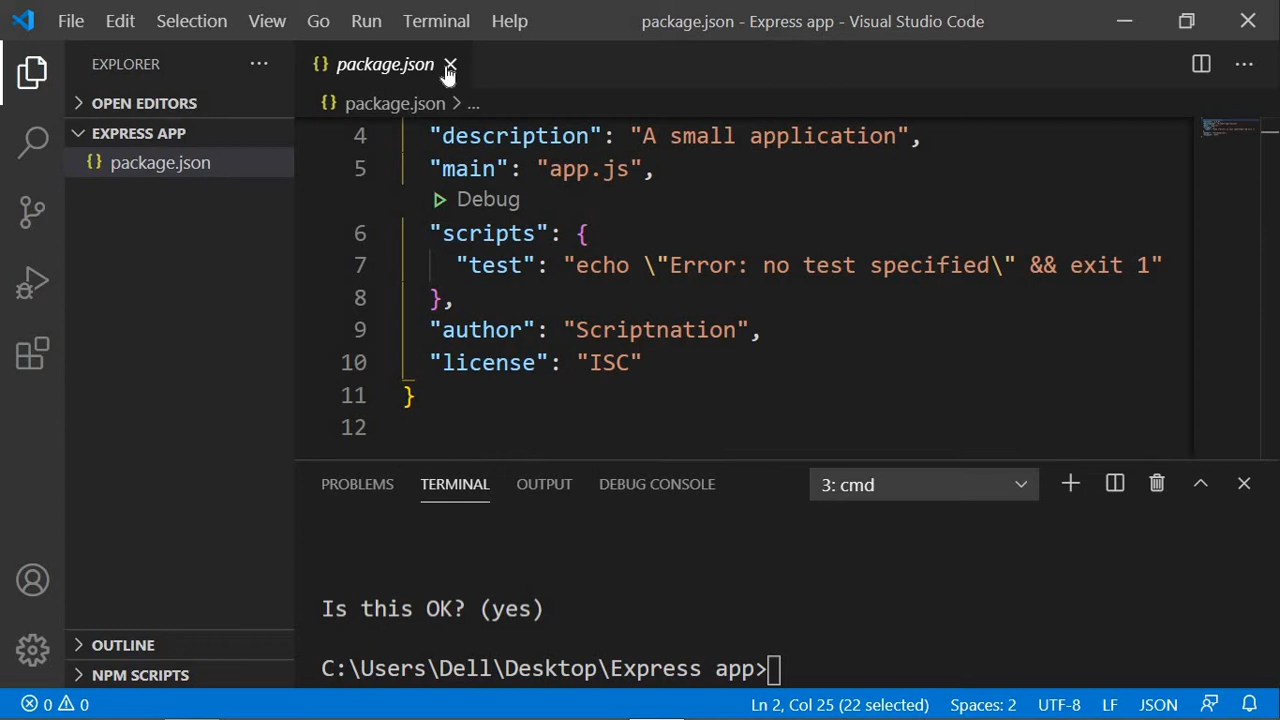 File Edit Selection View Go Run Terminal Help package.json - Express app - Visual Studio Code
EXPLORER
OPEN EDITORS
EXPRESS APP
{} package.json
{} package.json
{} package.json > ...
4 "description": "A small application",
5 "main": "app.js",
Debug
6 "scripts": {
7 "test": "echo \"Error: no test specified\" && exit 1"
8 },
9 "author": "Scriptnation",
10 "license": "ISC"
11 }
12
PROBLEMS TERMINAL OUTPUT DEBUG CONSOLE 3: cmd
Is this OK? (yes)
C:\Users\Dell\Desktop\Express app>
OUTLINE
NPM SCRIPTS
0 0 Ln 2, Col 25 (22 selected) Spaces: 2 UTF-8 LF JSON